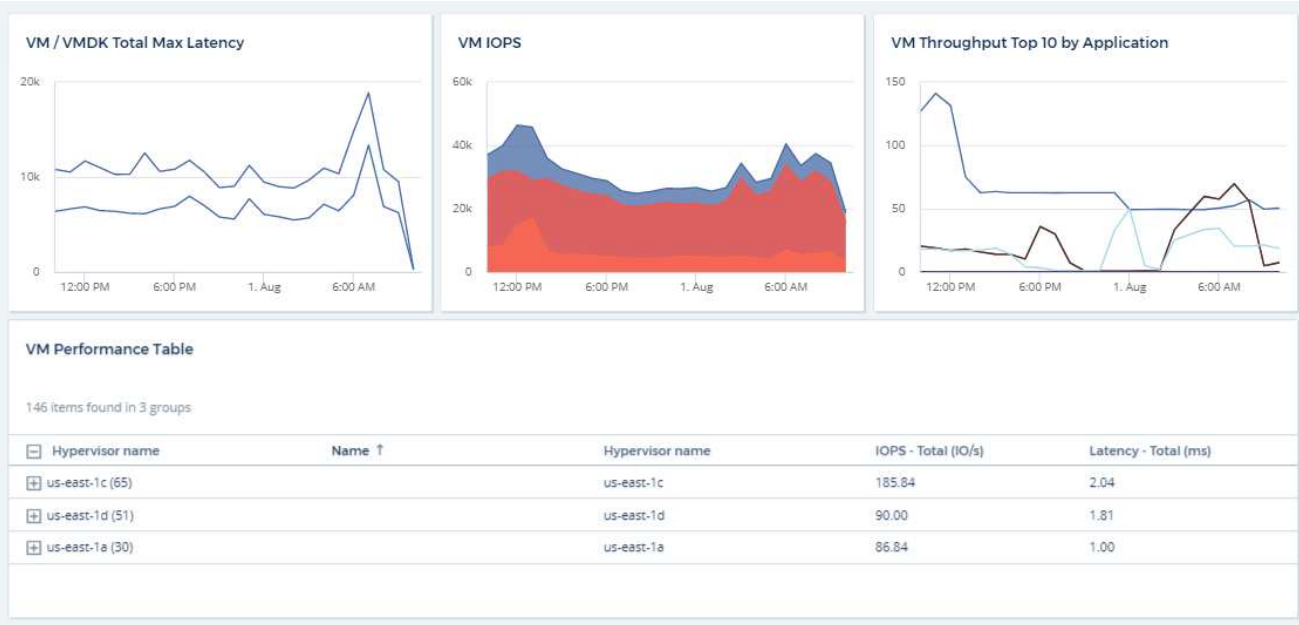 VM / VMDK Total Max Latency
20k
10k
0
12:00 PM 6:00 PM 1. Aug 6:00 AM
VM IOPS
60k
40k
20k
0
12:00 PM 6:00 PM 1. Aug 6:00 AM
VM Throughput Top 10 by Application
150
100
50
0
12:00 PM 6:00 PM 1. Aug 6:00 AM
VM Performance Table
146 items found in 3 groups
Hypervisor name Name ↑ Hypervisor name IOPS - Total (IO/s) Latency - Total (ms)
us-east-1c (65) us-east-1c 185.84 2.04
us-east-1d (51) us-east-1d 90.00 1.81
us-east-1a (30) us-east-1a 86.84 1.00